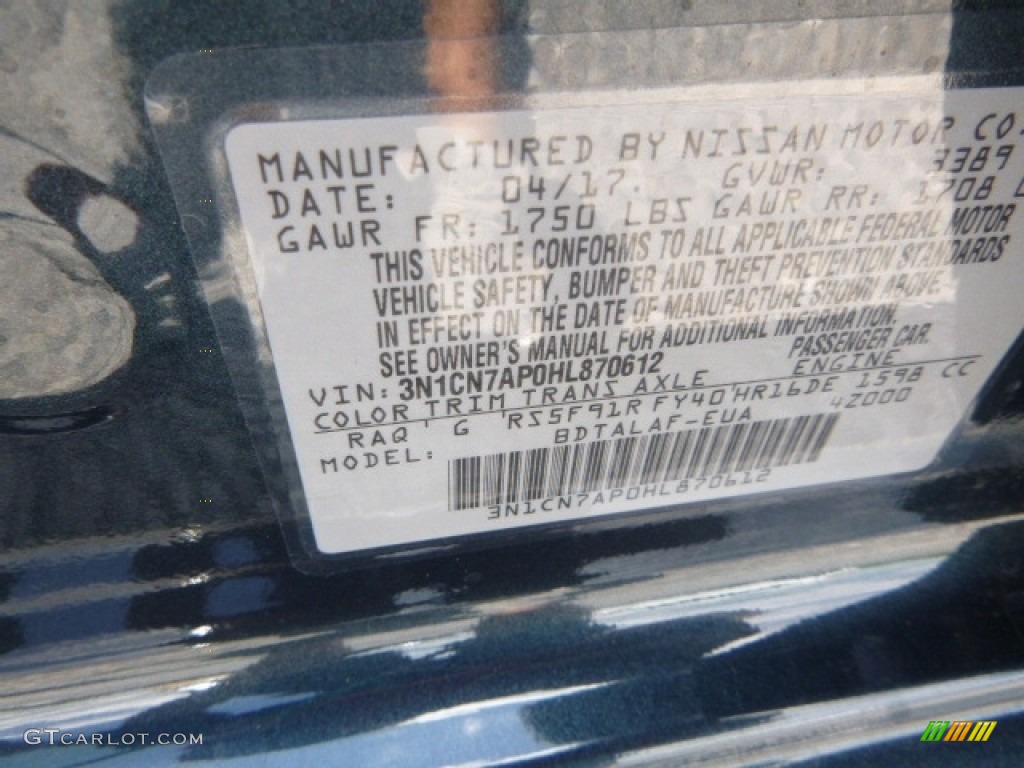 MANUFACTURED BY NISSAN MOTOR CO.
DATE: 04/17. GVWR: 3389
GAWR FR: 1750 LBS GAWR RR: 1708 L
THIS VEHICLE CONFORMS TO ALL APPLICABLE FEDERAL MOTOR
VEHICLE SAFETY, BUMPER AND THEFT PREVENTION STANDARDS
IN EFFECT ON THE DATE OF MANUFACTURE SHOWN ABOVE.
SEE OWNER'S MANUAL FOR ADDITIONAL INFORMATION.
VIN: 3N1CN7AP0HL870612 PASSENGER CAR.
COLOR TRIM TRANS AXLE ENGINE
RAQ' G 'RS5F91R FY40'HR16DE 1598 CC
MODEL: BDTALAF-EUA 4Z000
3N1CN7AP0HL870612
GTCARLOT.COM